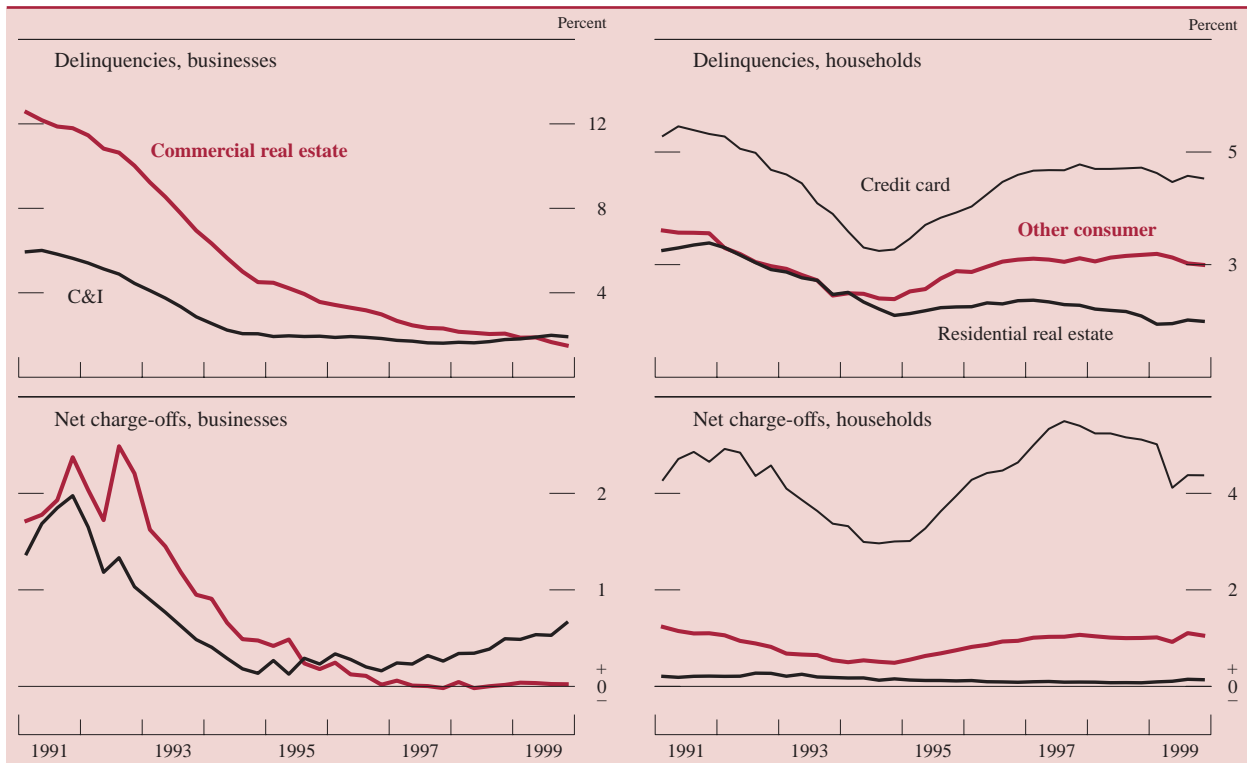 Percent
Delinquencies, businesses
12
Commercial real estate
8
C&I
4
Percent
Delinquencies, households
5
Credit card
Other consumer
3
Residential real estate
Net charge-offs, businesses
2
1
+
0
–
1991 1993 1995 1997 1999
Net charge-offs, households
4
2
+
0
–
1991 1993 1995 1997 1999